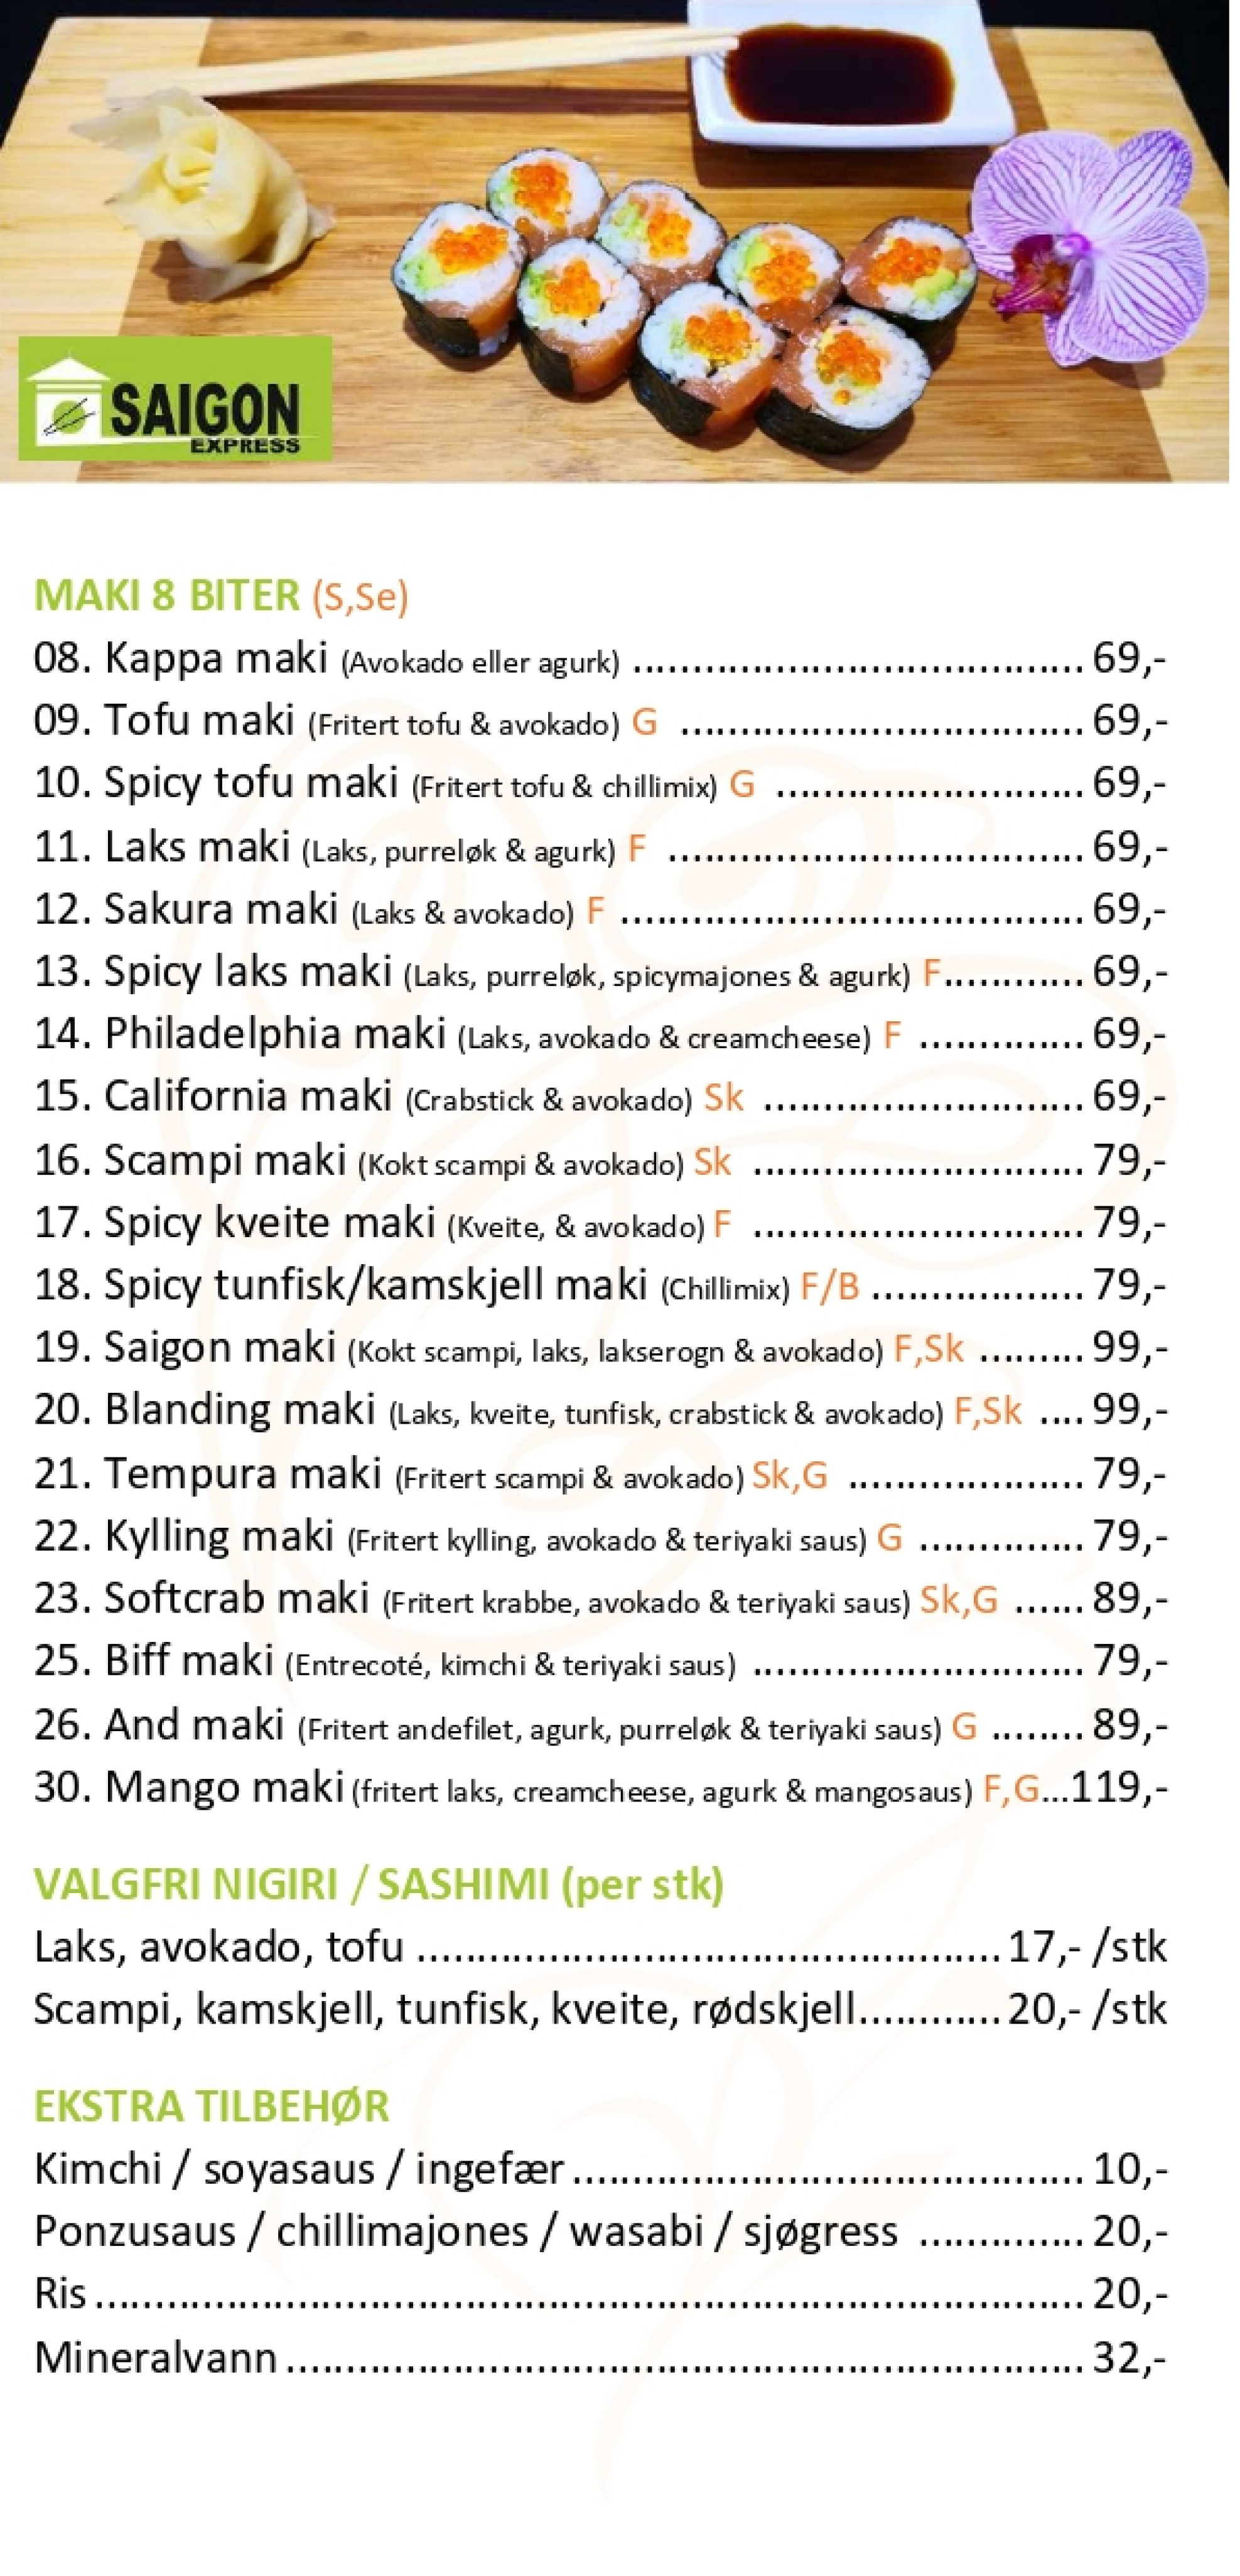 SAIGON
EXPRESS
MAKI 8 BITER (S,Se)
08. Kappa maki (Avokado eller agurk) ...................................... 69,-
09. Tofu maki (Fritert tofu & avokado) G .................................. 69,-
10. Spicy tofu maki (Fritert tofu & chillimix) G .......................... 69,-
11. Laks maki (Laks, purreløk & agurk) F ................................... 69,-
12. Sakura maki (Laks & avokado) F ....................................... 69,-
13. Spicy laks maki (Laks, purreløk, spicymajones & agurk) F............ 69,-
14. Philadelphia maki (Laks, avokado & creamcheese) F .............. 69,-
15. California maki (Crabstick & avokado) Sk ........................... 69,-
16. Scampi maki (Kokt scampi & avokado) Sk ............................ 79,-
17. Spicy kveite maki (Kveite, & avokado) F ............................ 79,-
18. Spicy tunfisk/kamskjell maki (Chillimix) F/B .................. 79,-
19. Saigon maki (Kokt scampi, laks, lakserogn & avokado) F,Sk ......... 99,-
20. Blanding maki (Laks, kveite, tunfisk, crabstick & avokado) F,Sk .... 99,-
21. Tempura maki (Fritert scampi & avokado) Sk,G .................... 79,-
22. Kylling maki (Fritert kylling, avokado & teriyaki saus) G .............. 79,-
23. Softcrab maki (Fritert krabbe, avokado & teriyaki saus) Sk,G ...... 89,-
25. Biff maki (Entrecoté, kimchi & teriyaki saus) ............................ 79,-
26. And maki (Fritert andefilet, agurk, purreløk & teriyaki saus) G ........ 89,-
30. Mango maki (fritert laks, creamcheese, agurk & mangosaus) F,G...119,-
VALGFRI NIGIRI / SASHIMI (per stk)
Laks, avokado, tofu ................................................. 17,- /stk
Scampi, kamskjell, tunfisk, kveite, rødskjell............ 20,- /stk
EKSTRA TILBEHØR
Kimchi / soyasaus / ingefær........................................... 10,-
Ponzusaus / chillimajones / wasabi / sjøgress .............. 20,-
Ris................................................................................... 20,-
Mineralvann................................................................... 32,-